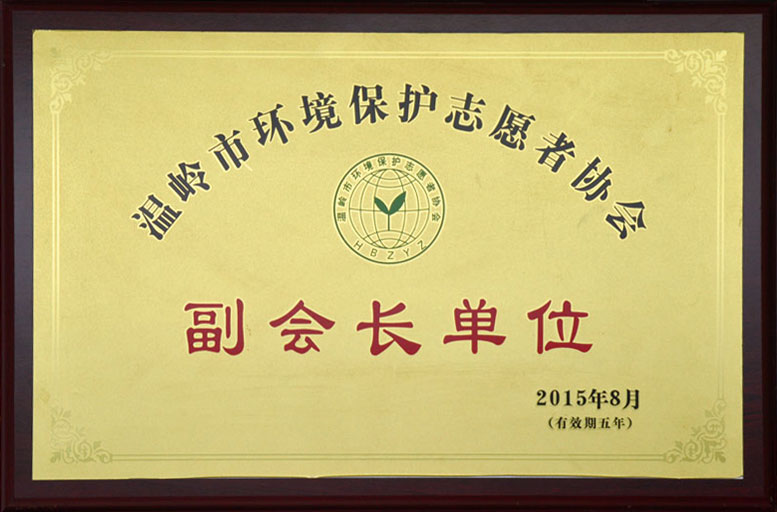 温岭市环境保护志愿者协会
温岭市环境保护志愿者协会
HBZYZ
副会长单位
2015年8月
（有效期五年）